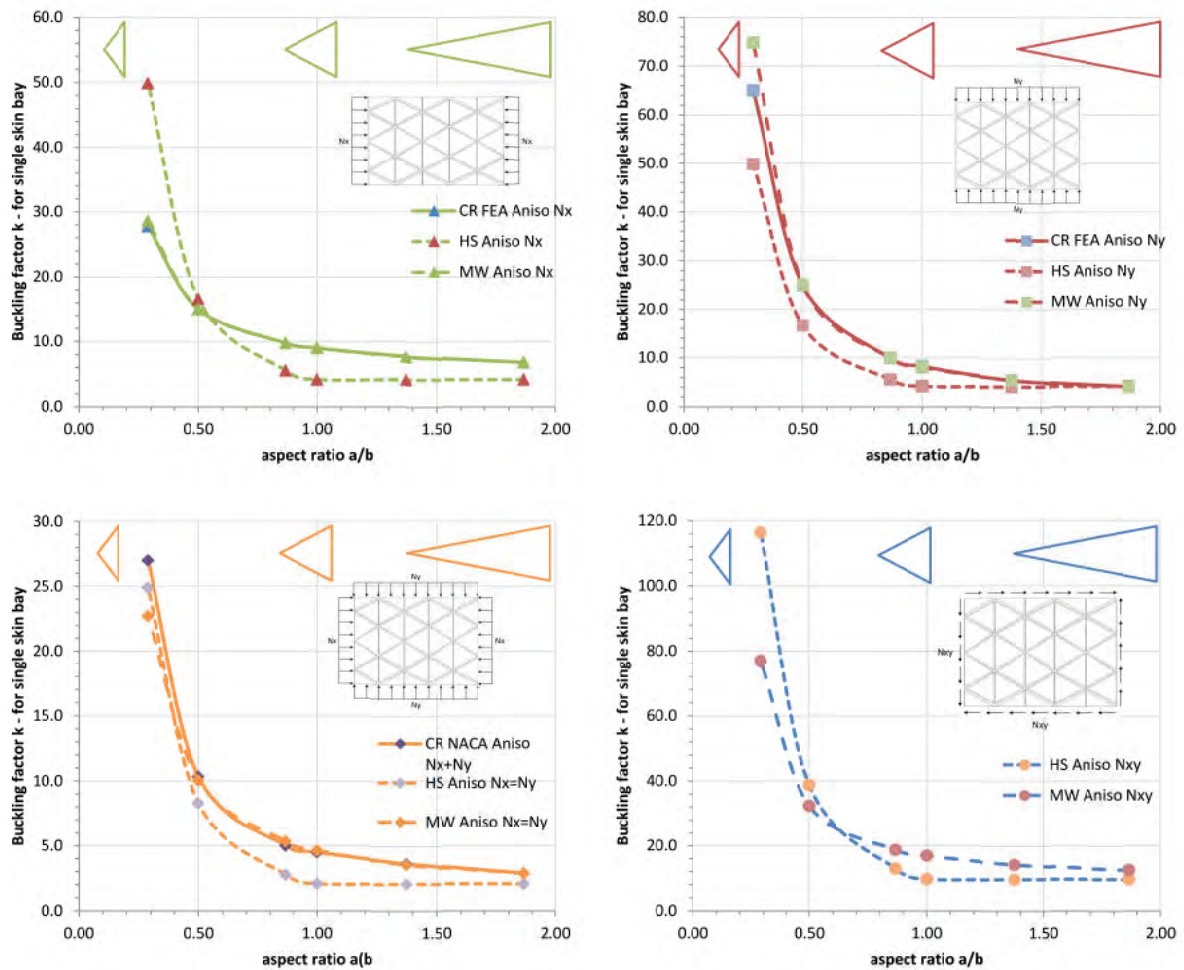 60.0
50.0
40.0
30.0
20.0
10.0
0.0
Buckling factor k - for single skin bay
Nx
Nx
CR FEA Aniso Nx
HS Aniso Nx
MW Aniso Nx
0.00
0.50
1.00
1.50
2.00
aspect ratio a/b
80.0
70.0
60.0
50.0
40.0
30.0
20.0
10.0
0.0
Buckling factor k - for single skin bay
Ny
Ny
CR FEA Aniso Ny
HS Aniso Ny
MW Aniso Ny
0.00
0.50
1.00
1.50
2.00
aspect ratio a/b
30.0
25.0
20.0
15.0
10.0
5.0
0.0
Buckling factor k - for single skin bay
Ny
Nx
Nx
Ny
CR NACA Aniso
Nx+Ny
HS Aniso Nx=Ny
MW Aniso Nx=Ny
0.00
0.50
1.00
1.50
2.00
aspect ratio a(b
120.0
100.0
80.0
60.0
40.0
20.0
0.0
Buckling factor k - for single skin bay
Nxy
Nxy
HS Aniso Nxy
MW Aniso Nxy
0.00
0.50
1.00
1.50
2.00
aspect ratio a/b